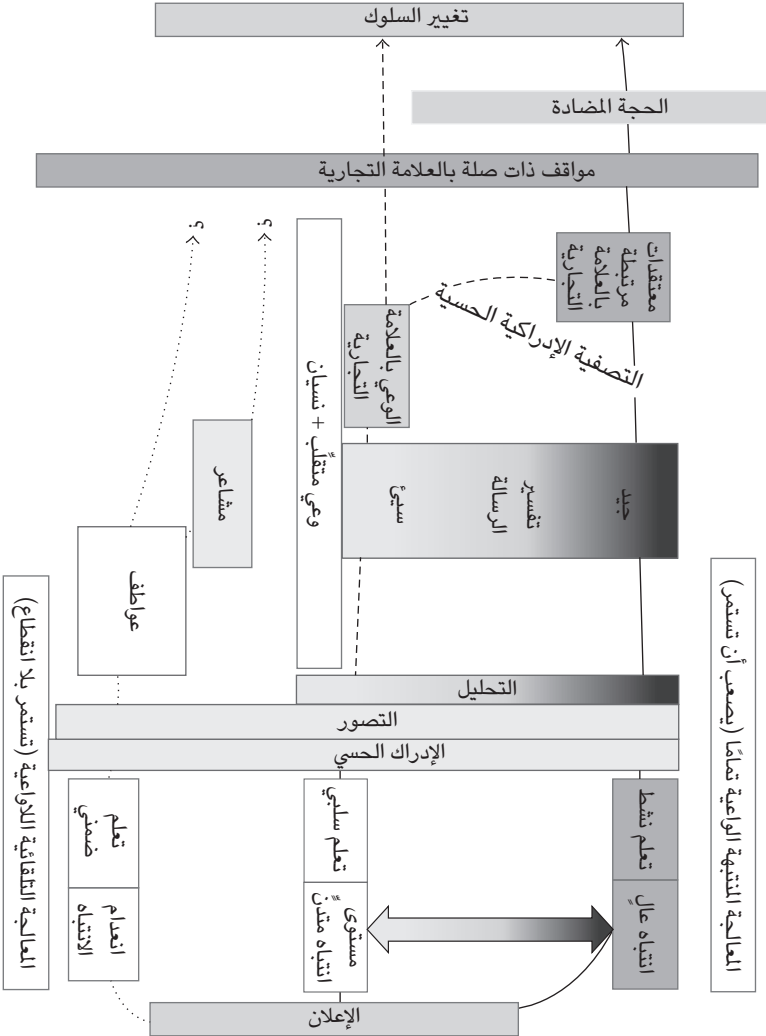 تغيير السلوك
الحجة المضادة
مواقف ذات صلة بالعلامة التجارية
؟
؟
معتقدات
مرتبطة
بالعلامة
التجارية
التصفية الإدراكية الحسية
الوعي بالعلامة
التجارية
وعي متقلِّب + نسيان
مشاعر
جيد
تفسير
الرسالة
سيئ
عواطف
المعالجة المنتبهة الواعية تمامًا (يصعب أن تستمر)
المعالجة التلقائية اللاواعية (تستمر بلا انقطاع)
التحليل
التصور
الإدراك الحسي
تعلم نشط
تعلم سلبي
تعلم
ضمني
انتباه عالٍ
مستوى
انتباه متدنٍّ
انعدام
الانتباه
الإعلان